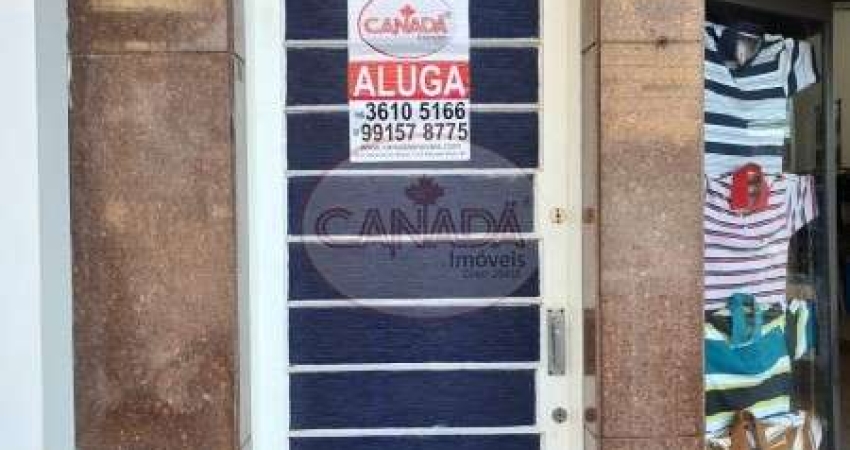 CANADÁ
ALUGA
3610 5166
99157 8775
CANADÁ
Imóveis